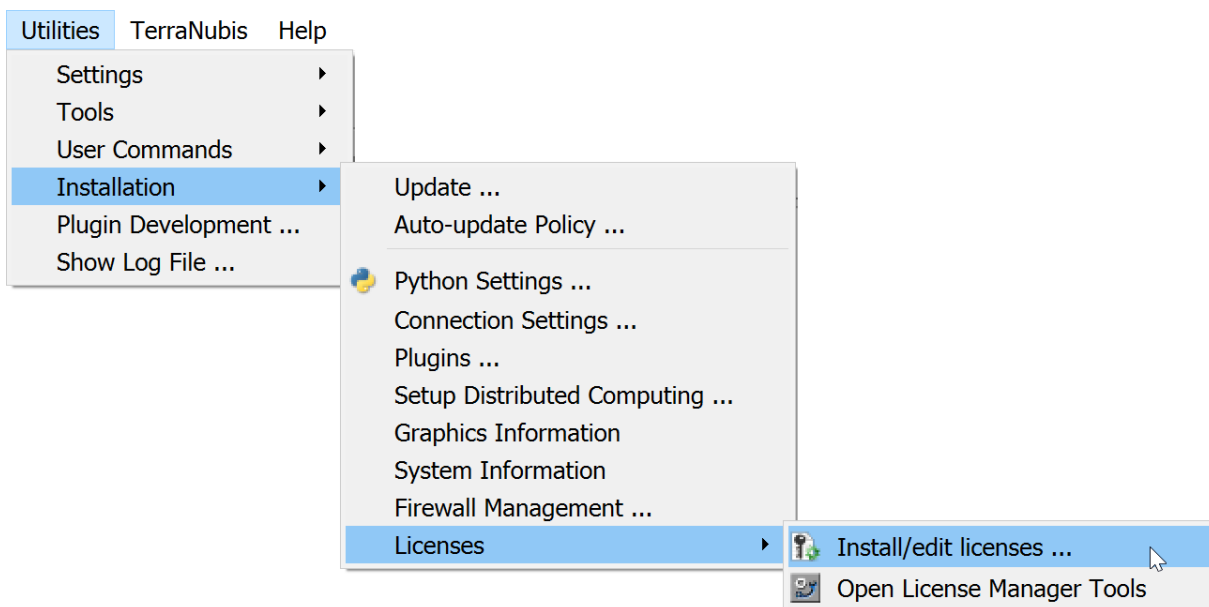 Utilities TerraNubis Help
Settings
Tools
User Commands
Installation
Plugin Development ...
Show Log File ...
Update ...
Auto-update Policy ...
Python Settings ...
Connection Settings ...
Plugins ...
Setup Distributed Computing ...
Graphics Information
System Information
Firewall Management ...
Licenses
Install/edit licenses ...
Open License Manager Tools